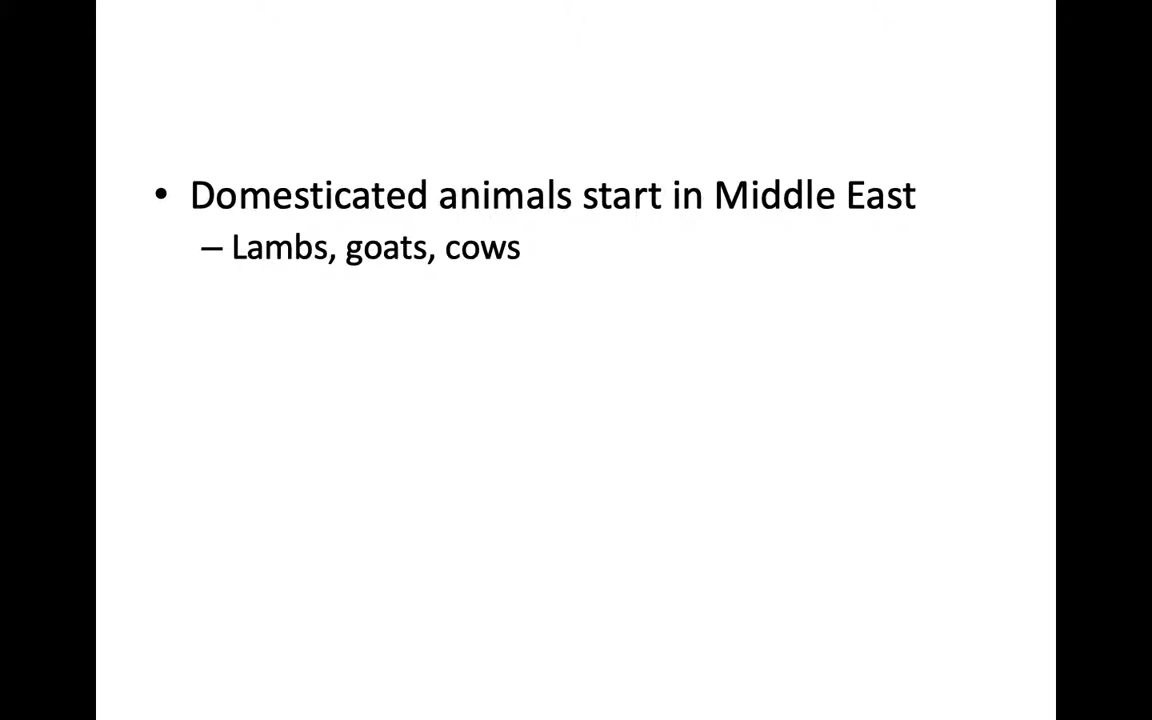 • Domesticated animals start in Middle East
– Lambs, goats, cows